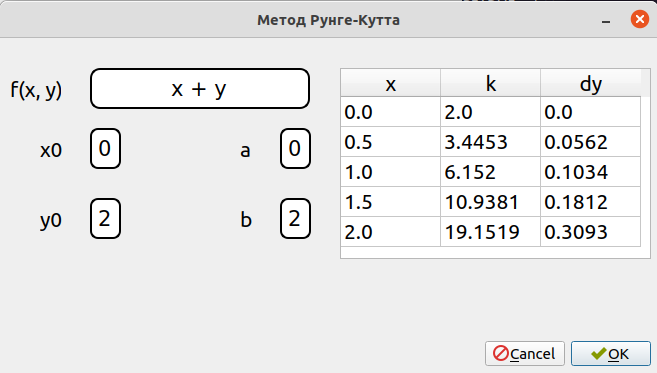 Метод Рунге-Кутта
f(x, y)
x + y
x0
0
a
0
y0
2
b
2
x k dy
0.0 2.0 0.0
0.5 3.4453 0.0562
1.0 6.152 0.1034
1.5 10.9381 0.1812
2.0 19.1519 0.3093
Cancel
OK